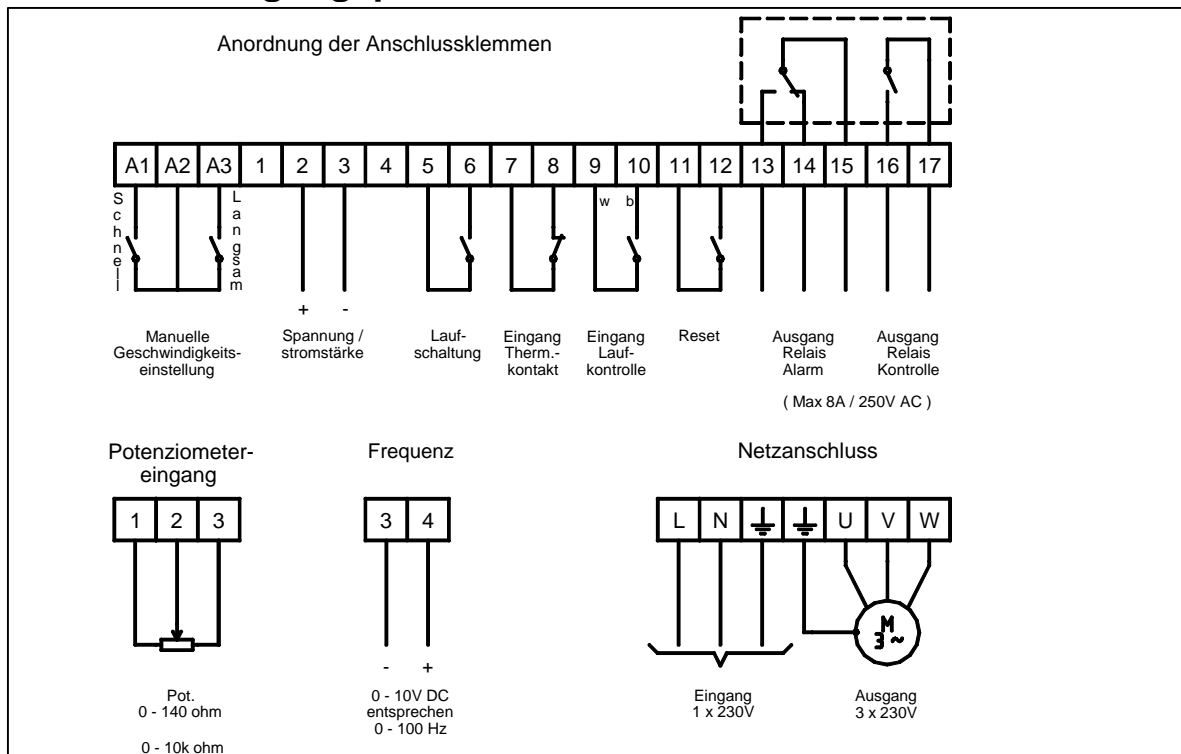 Anordnung der Anschlussklemmen
A1 A2 A3 1 2 3 4 5 6 7 8 9 10 11 12 13 14 15 16 17
Schnell
Langsam
w b
+ -
Manuelle
Geschwindigkeits-
einstellung
Spannung /
stromstärke
Lauf-
schaltung
Eingang
Therm.-
kontakt
Eingang
Lauf-
kontrolle
Reset
Ausgang
Relais
Alarm
Ausgang
Relais
Kontrolle
( Max 8A / 250V AC )
Potenziometer-
eingang
1 2 3
Pot.
0 - 140 ohm
0 - 10k ohm
Frequenz
3 4
- +
0 - 10V DC
entsprechen
0 - 100 Hz
Netzanschluss
L N U V W
M
3 ~
Eingang
1 x 230V
Ausgang
3 x 230V